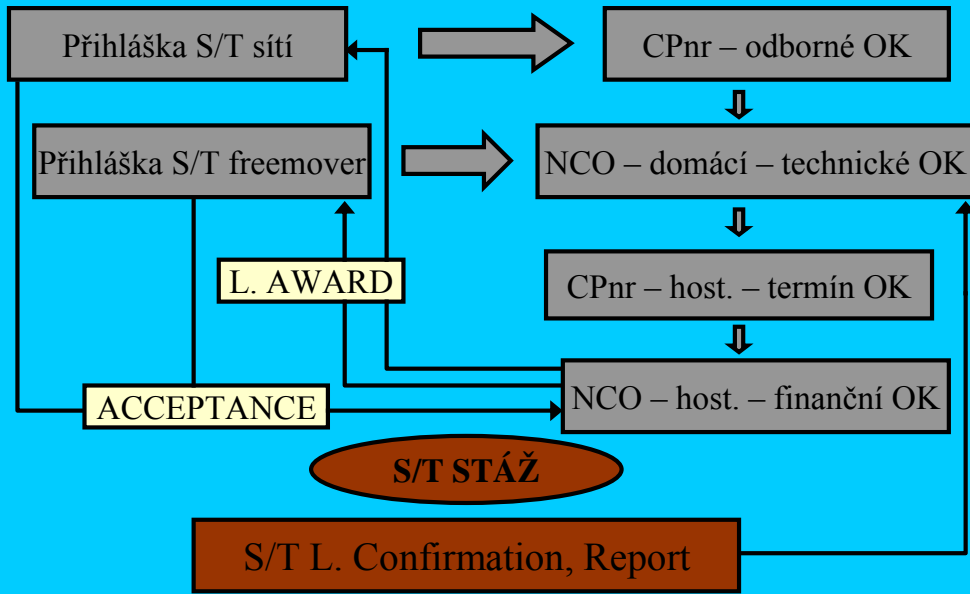 Přihláška S/T sítí
CPnr – odborné OK
Přihláška S/T freemover
NCO – domácí – technické OK
L. AWARD
CPnr – host. – termín OK
ACCEPTANCE
NCO – host. – finanční OK
S/T STÁŽ
S/T L. Confirmation, Report